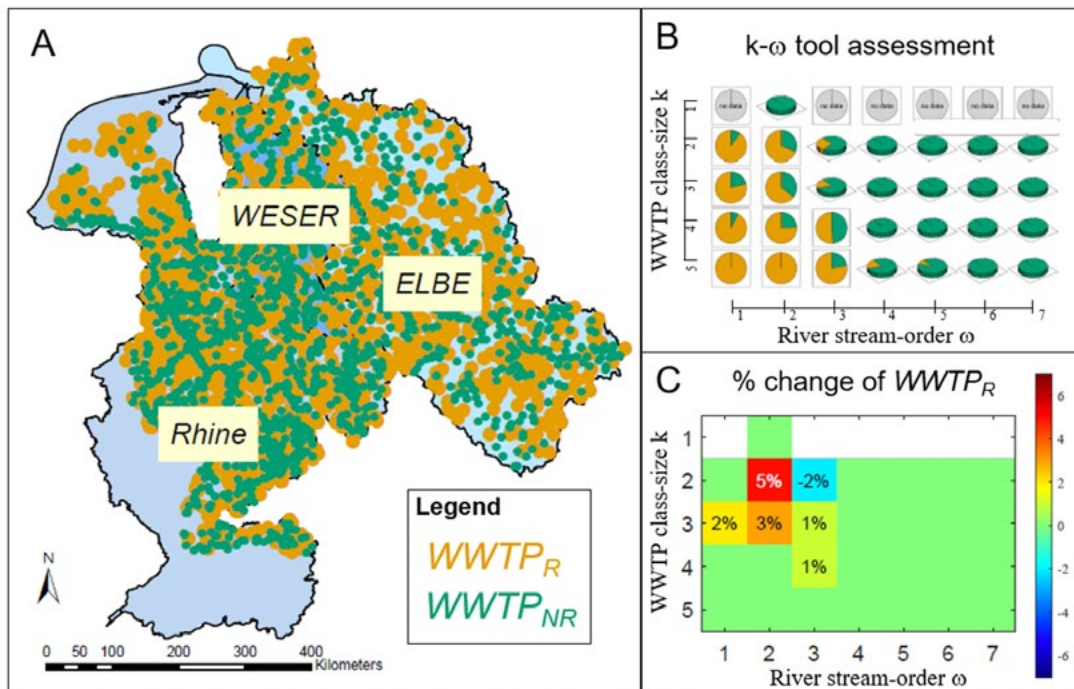 A
WESER
ELBE
Rhine
N
Legend
WWTP_R
WWTP_NR
0 50 100 200 300 400
Kilometers
B
k-ω tool assessment
WWTP class-size k
1
no data no data no data no data no data no data
2
3
4
5
1 2 3 4 5 6 7
River stream-order ω
C
% change of WWTP_R
WWTP class-size k
1
2 5% -2%
3 2% 3% 1%
4 1%
5
1 2 3 4 5 6 7
River stream-order ω
6
4
2
0
-2
-4
-6